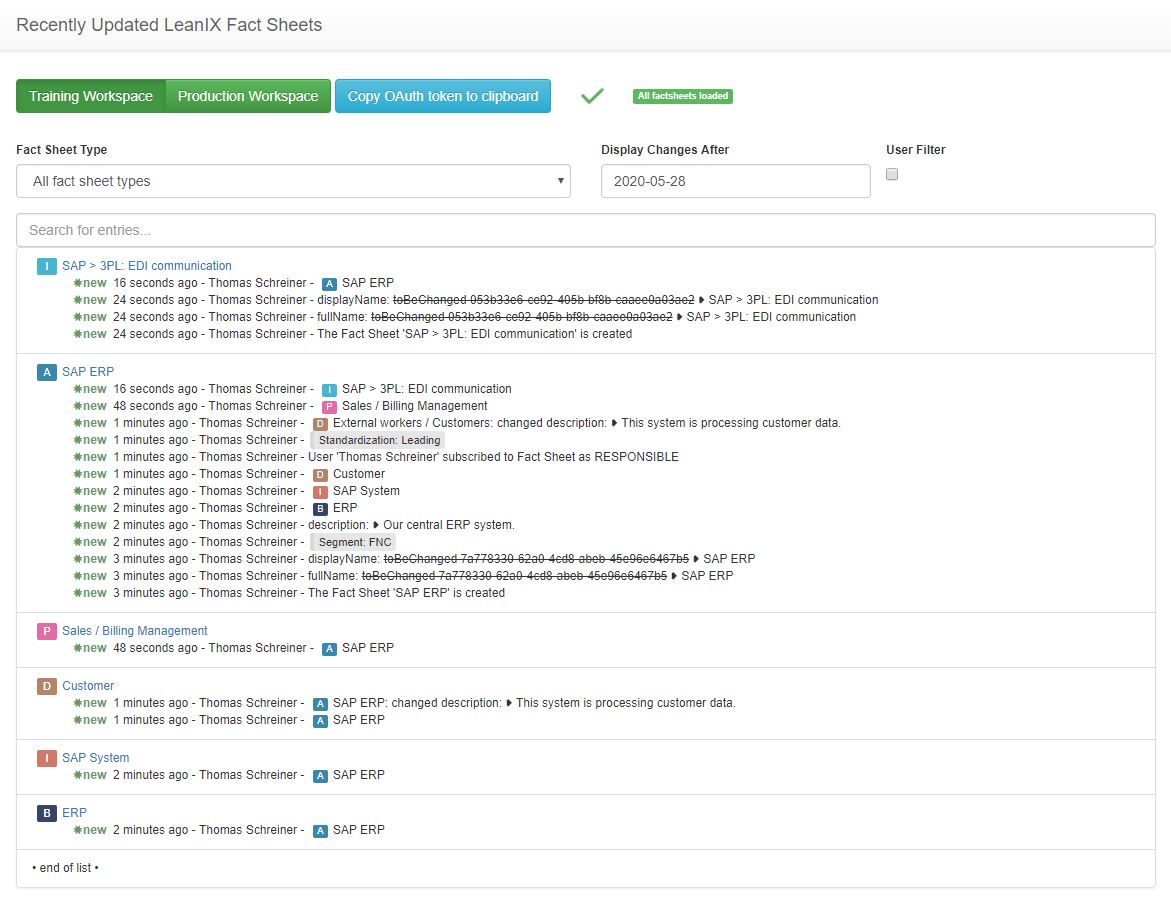 Recently Updated LeanIX Fact Sheets
Training Workspace Production Workspace Copy OAuth token to clipboard All factsheets loaded
Fact Sheet Type Display Changes After User Filter
All fact sheet types 2020-05-28
Search for entries...
I SAP > 3PL: EDI communication
new 16 seconds ago - Thomas Schreiner - A SAP ERP
new 24 seconds ago - Thomas Schreiner - displayName: toBeChanged-053b33e6-ce92-405b-bf8b-caaee0a03ae2 SAP > 3PL: EDI communication
new 24 seconds ago - Thomas Schreiner - fullName: toBeChanged-053b33e6-ce92-405b-bf8b-caaee0a03ae2 SAP > 3PL: EDI communication
new 24 seconds ago - Thomas Schreiner - The Fact Sheet 'SAP > 3PL: EDI communication' is created
A SAP ERP
new 16 seconds ago - Thomas Schreiner - I SAP > 3PL: EDI communication
new 48 seconds ago - Thomas Schreiner - P Sales / Billing Management
new 1 minutes ago - Thomas Schreiner - D External workers / Customers: changed description: This system is processing customer data.
new 1 minutes ago - Thomas Schreiner - Standardization: Leading
new 1 minutes ago - Thomas Schreiner - User 'Thomas Schreiner' subscribed to Fact Sheet as RESPONSIBLE
new 1 minutes ago - Thomas Schreiner - D Customer
new 2 minutes ago - Thomas Schreiner - I SAP System
new 2 minutes ago - Thomas Schreiner - B ERP
new 2 minutes ago - Thomas Schreiner - description: Our central ERP system.
new 2 minutes ago - Thomas Schreiner - Segment: FNC
new 3 minutes ago - Thomas Schreiner - displayName: toBeChanged-7a778330-62a0-4cd8-abeb-45e96e6467b5 SAP ERP
new 3 minutes ago - Thomas Schreiner - fullName: toBeChanged-7a778330-62a0-4cd8-abeb-45e96e6467b5 SAP ERP
new 3 minutes ago - Thomas Schreiner - The Fact Sheet 'SAP ERP' is created
P Sales / Billing Management
new 48 seconds ago - Thomas Schreiner - A SAP ERP
D Customer
new 1 minutes ago - Thomas Schreiner - A SAP ERP: changed description: This system is processing customer data.
new 1 minutes ago - Thomas Schreiner - A SAP ERP
I SAP System
new 2 minutes ago - Thomas Schreiner - A SAP ERP
B ERP
new 2 minutes ago - Thomas Schreiner - A SAP ERP
• end of list •